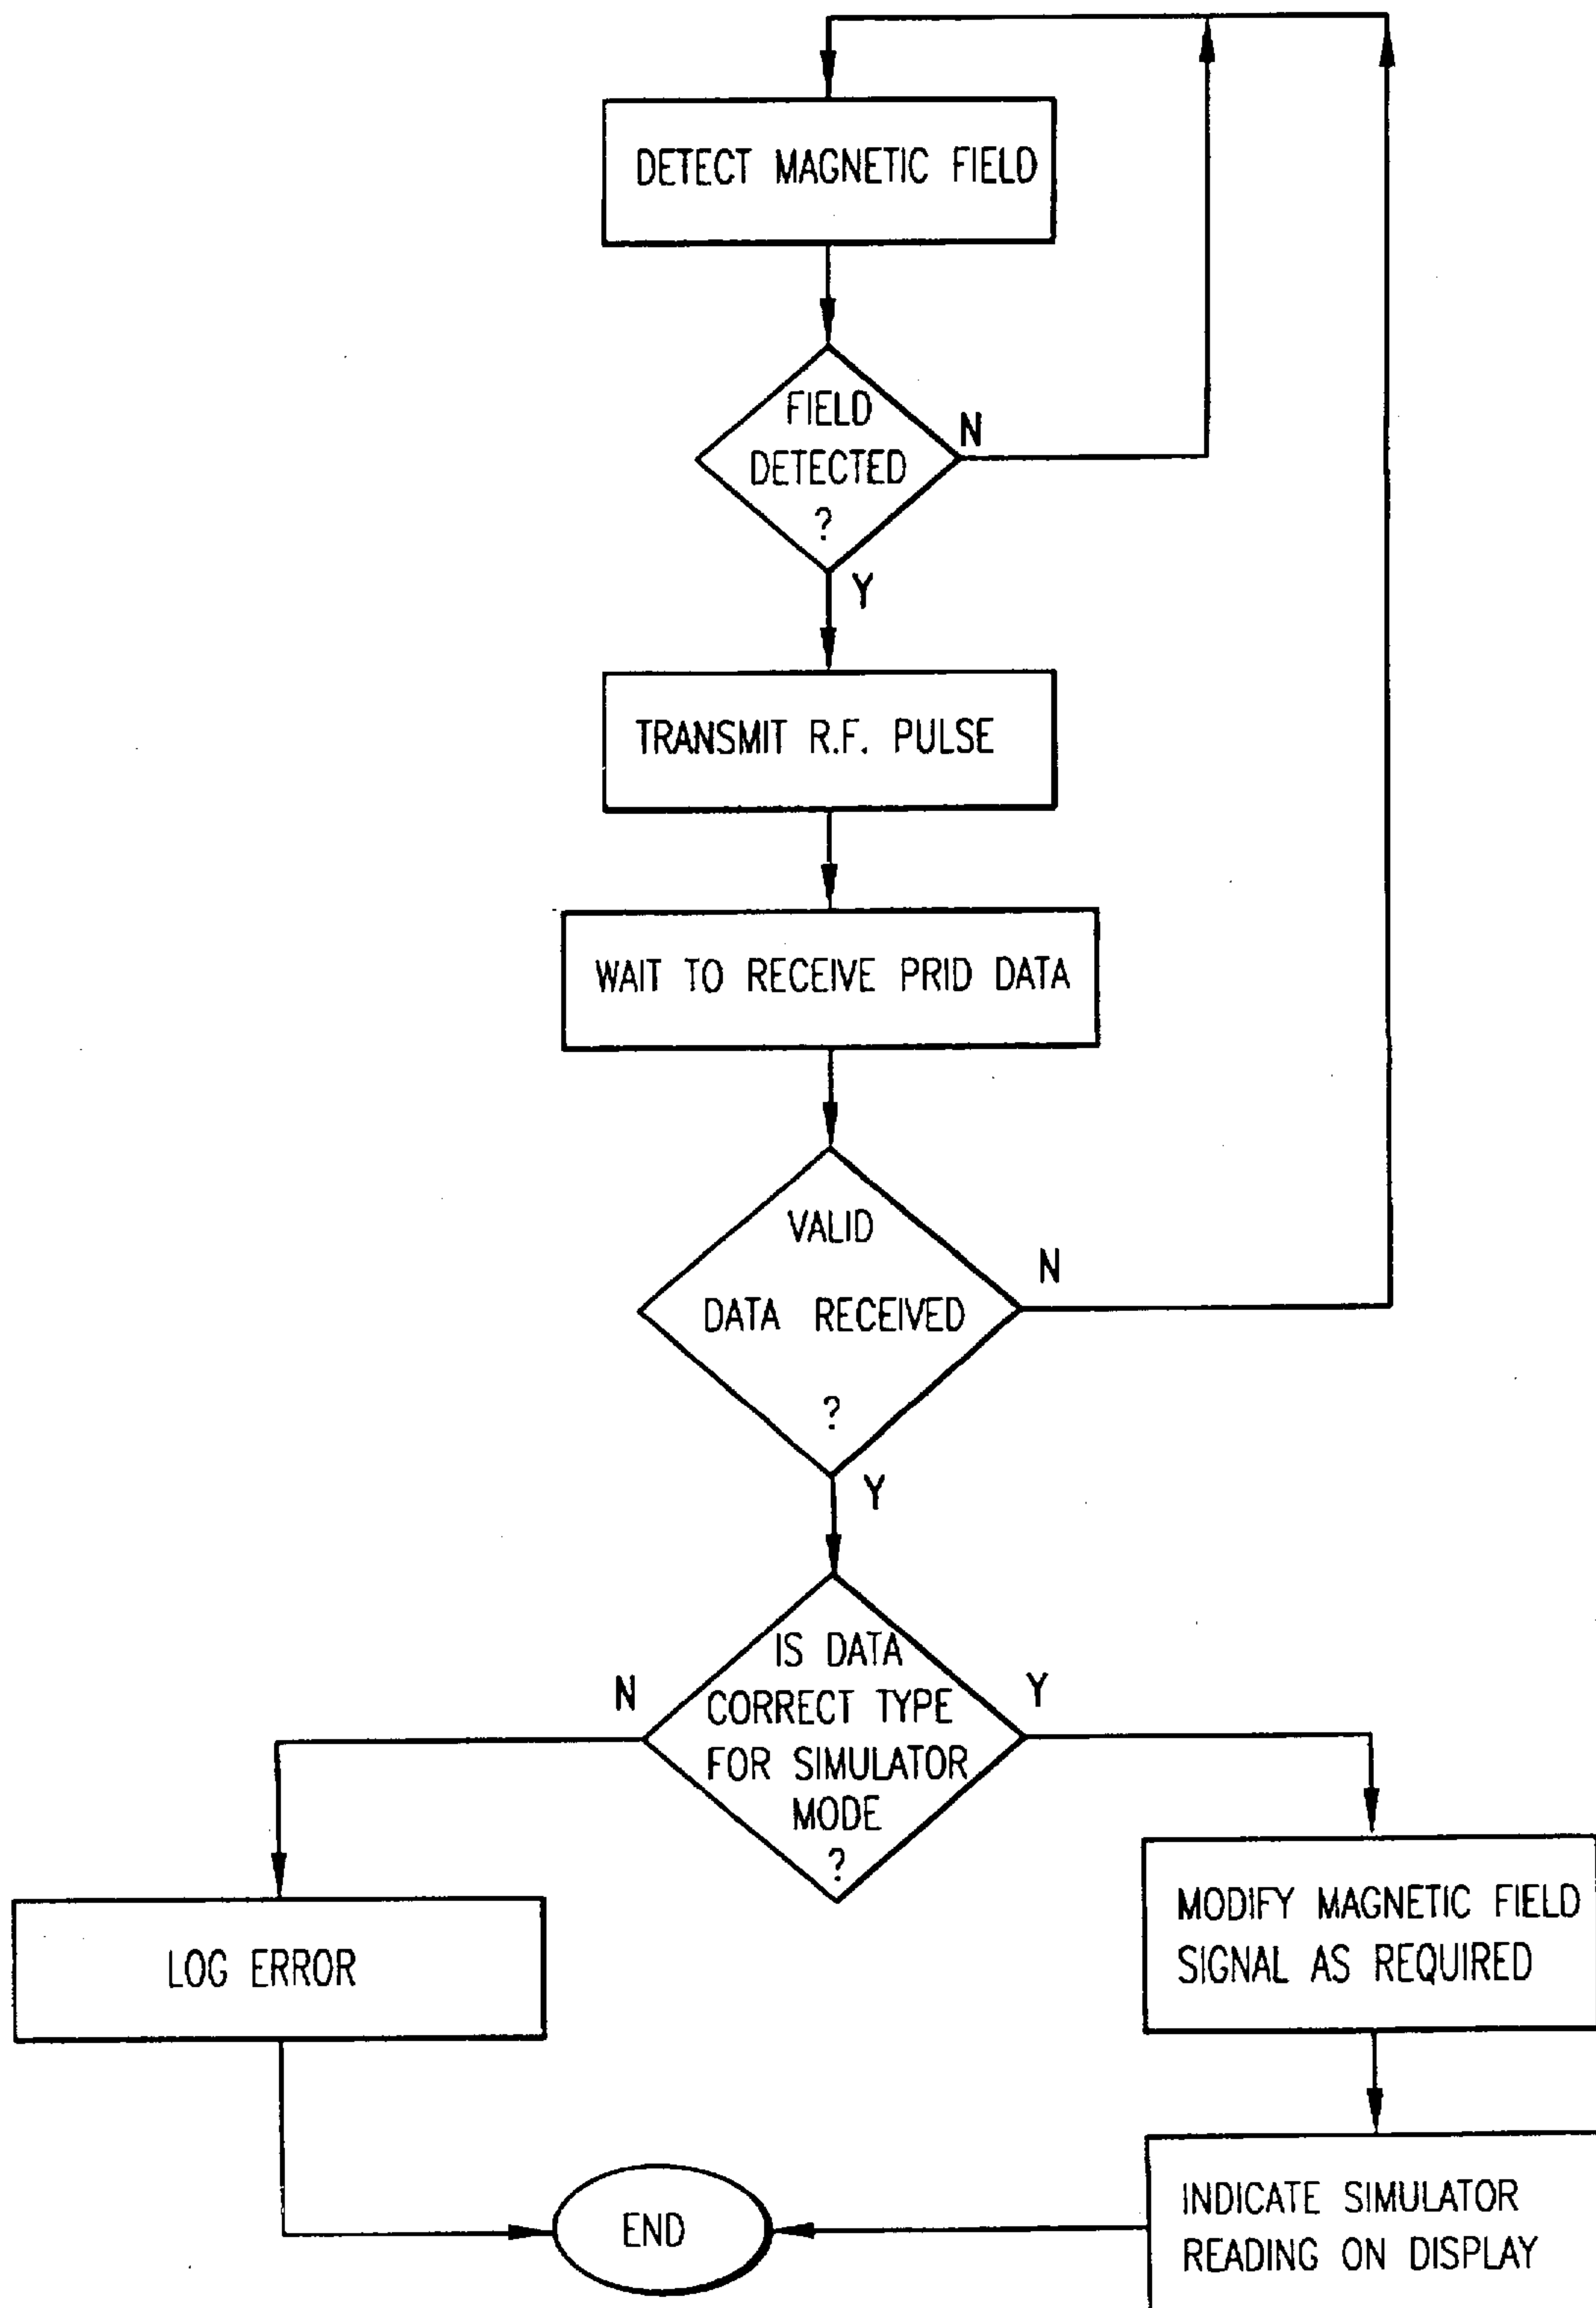 DETECT MAGNETIC FIELD
FIELD
DETECTED
?
N
Y
TRANSMIT R.F. PULSE
WAIT TO RECEIVE PRID DATA
VALID
DATA RECEIVED
?
N
Y
IS DATA
CORRECT TYPE
FOR SIMULATOR
MODE
?
N
Y
LOG ERROR
MODIFY MAGNETIC FIELD
SIGNAL AS REQUIRED
END
INDICATE SIMULATOR
READING ON DISPLAY